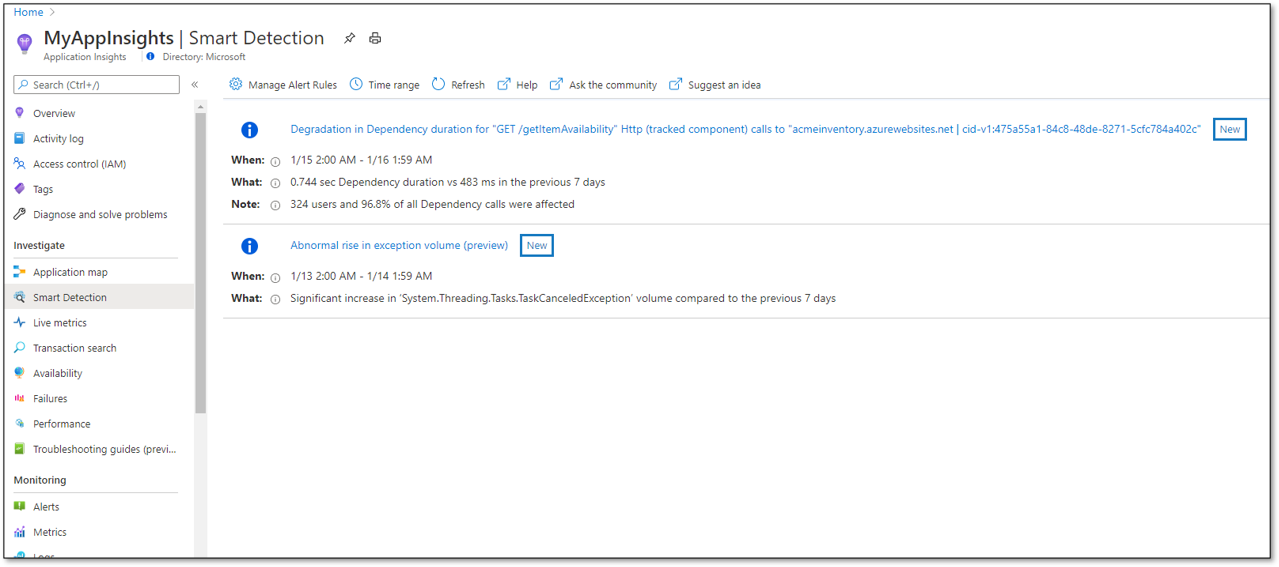 Home >
MyAppInsights | Smart Detection
Application Insights Directory: Microsoft
Search (Ctrl+/) «
Manage Alert Rules Time range Refresh Help Ask the community Suggest an idea
Overview
Activity log
Access control (IAM)
Tags
Diagnose and solve problems
Investigate
Application map
Smart Detection
Live metrics
Transaction search
Availability
Failures
Performance
Troubleshooting guides (previ...
Monitoring
Alerts
Metrics
Logs
Degradation in Dependency duration for "GET /getItemAvailability" Http (tracked component) calls to "acmeinventory.azurewebsites.net | cid-v1:475a55a1-84c8-48de-8271-5cfc784a402c" New
When: 1/15 2:00 AM - 1/16 1:59 AM
What: 0.744 sec Dependency duration vs 483 ms in the previous 7 days
Note: 324 users and 96.8% of all Dependency calls were affected
Abnormal rise in exception volume (preview) New
When: 1/13 2:00 AM - 1/14 1:59 AM
What: Significant increase in 'System.Threading.Tasks.TaskCanceledException' volume compared to the previous 7 days